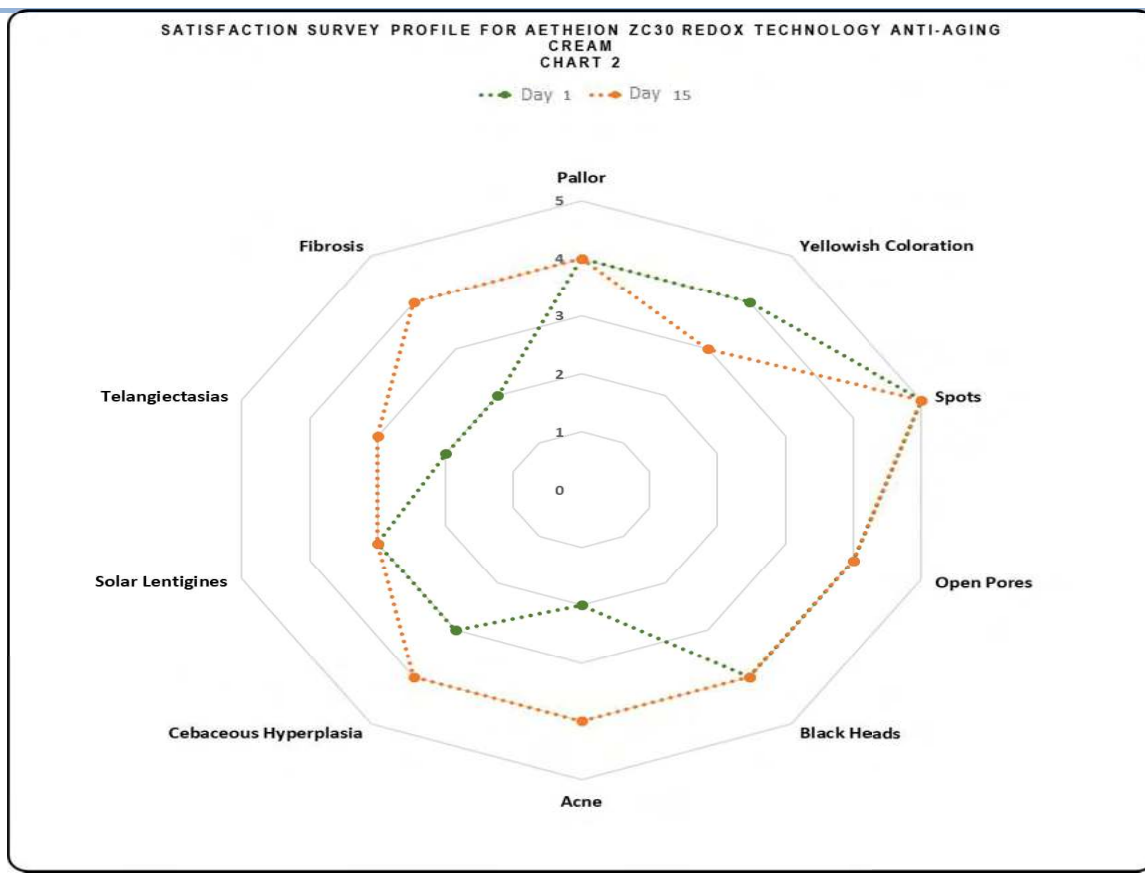 SATISFACTION SURVEY PROFILE FOR AETHEION ZC30 REDOX TECHNOLOGY ANTI-AGING
CREAM
CHART 2
Day 1 Day 15
Pallor
5
Fibrosis
Yellowish Coloration
4
3
2
Telangiectasias
Spots
1
0
Solar Lentigines
Open Pores
Cebaceous Hyperplasia
Black Heads
Acne